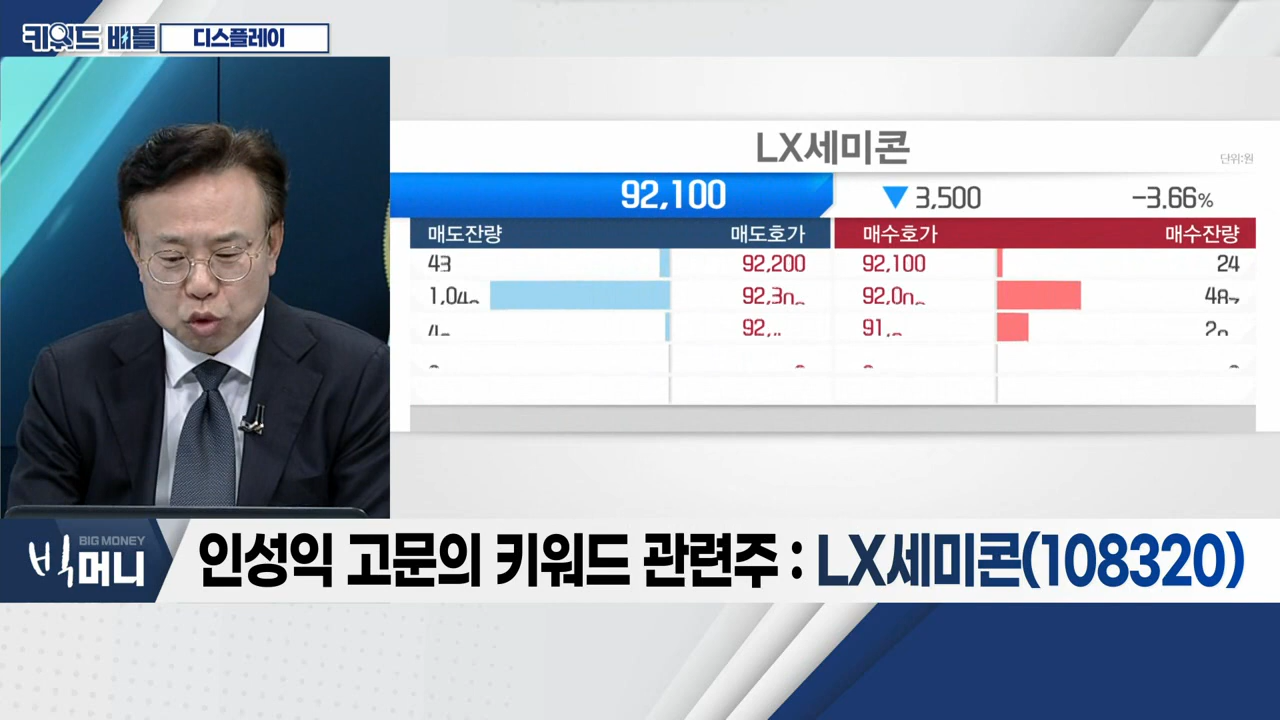 키워드 배틀 디스플레이
LX세미콘
단위:원
92,100 ▼3,500 -3.66%
매도잔량 매도호가 매수호가 매수잔량
43 92,200 92,100 24
BIG MONEY
빅머니
인성익 고문의 키워드 관련주 : LX세미콘(108320)